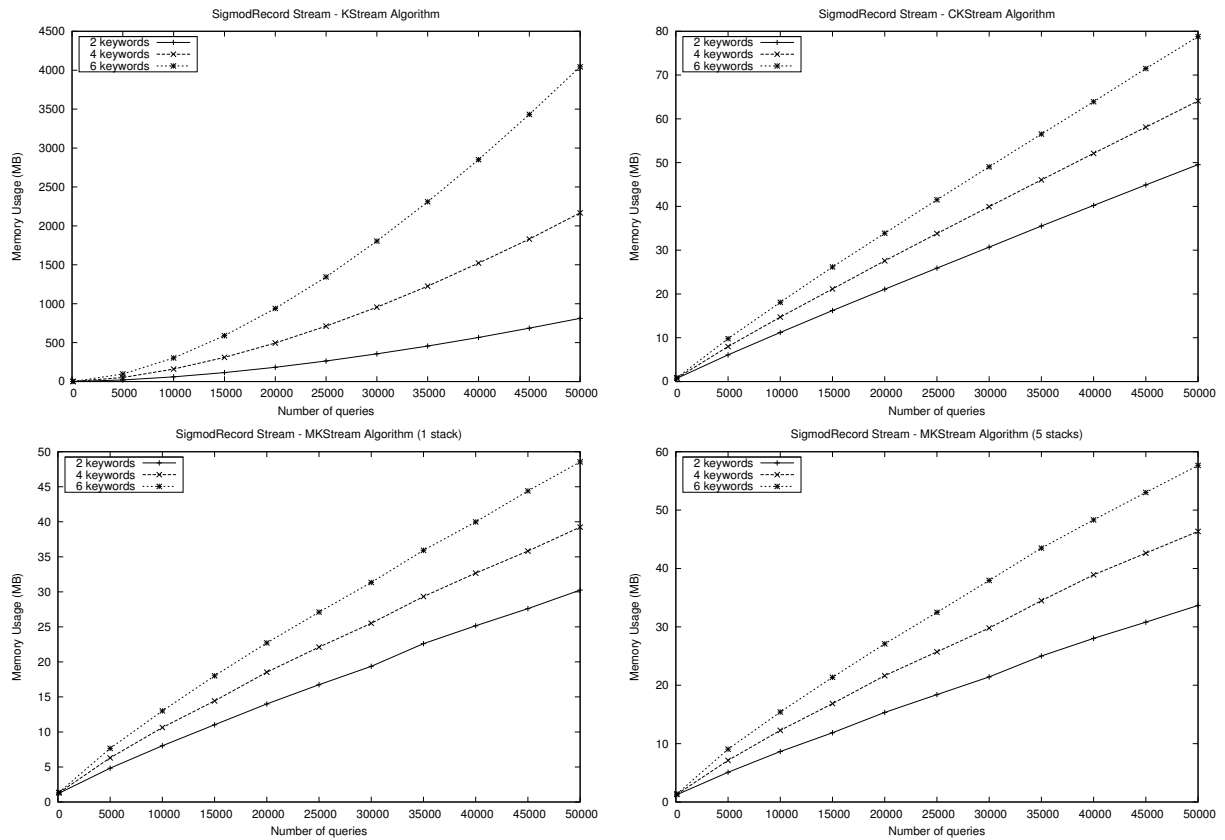 SigmodRecord Stream - KStream Algorithm
4500
4000
3500
3000
2500
2000
1500
1000
500
0
Memory Usage (MB)
2 keywords
4 keywords
6 keywords
0 5000 10000 15000 20000 25000 30000 35000 40000 45000 50000
Number of queries
SigmodRecord Stream - CKStream Algorithm
80
70
60
50
40
30
20
10
0
Memory Usage (MB)
2 keywords
4 keywords
6 keywords
0 5000 10000 15000 20000 25000 30000 35000 40000 45000 50000
Number of queries
SigmodRecord Stream - MKStream Algorithm (1 stack)
50
45
40
35
30
25
20
15
10
5
0
Memory Usage (MB)
2 keywords
4 keywords
6 keywords
0 5000 10000 15000 20000 25000 30000 35000 40000 45000 50000
Number of queries
SigmodRecord Stream - MKStream Algorithm (5 stacks)
60
50
40
30
20
10
0
Memory Usage (MB)
2 keywords
4 keywords
6 keywords
0 5000 10000 15000 20000 25000 30000 35000 40000 45000 50000
Number of queries